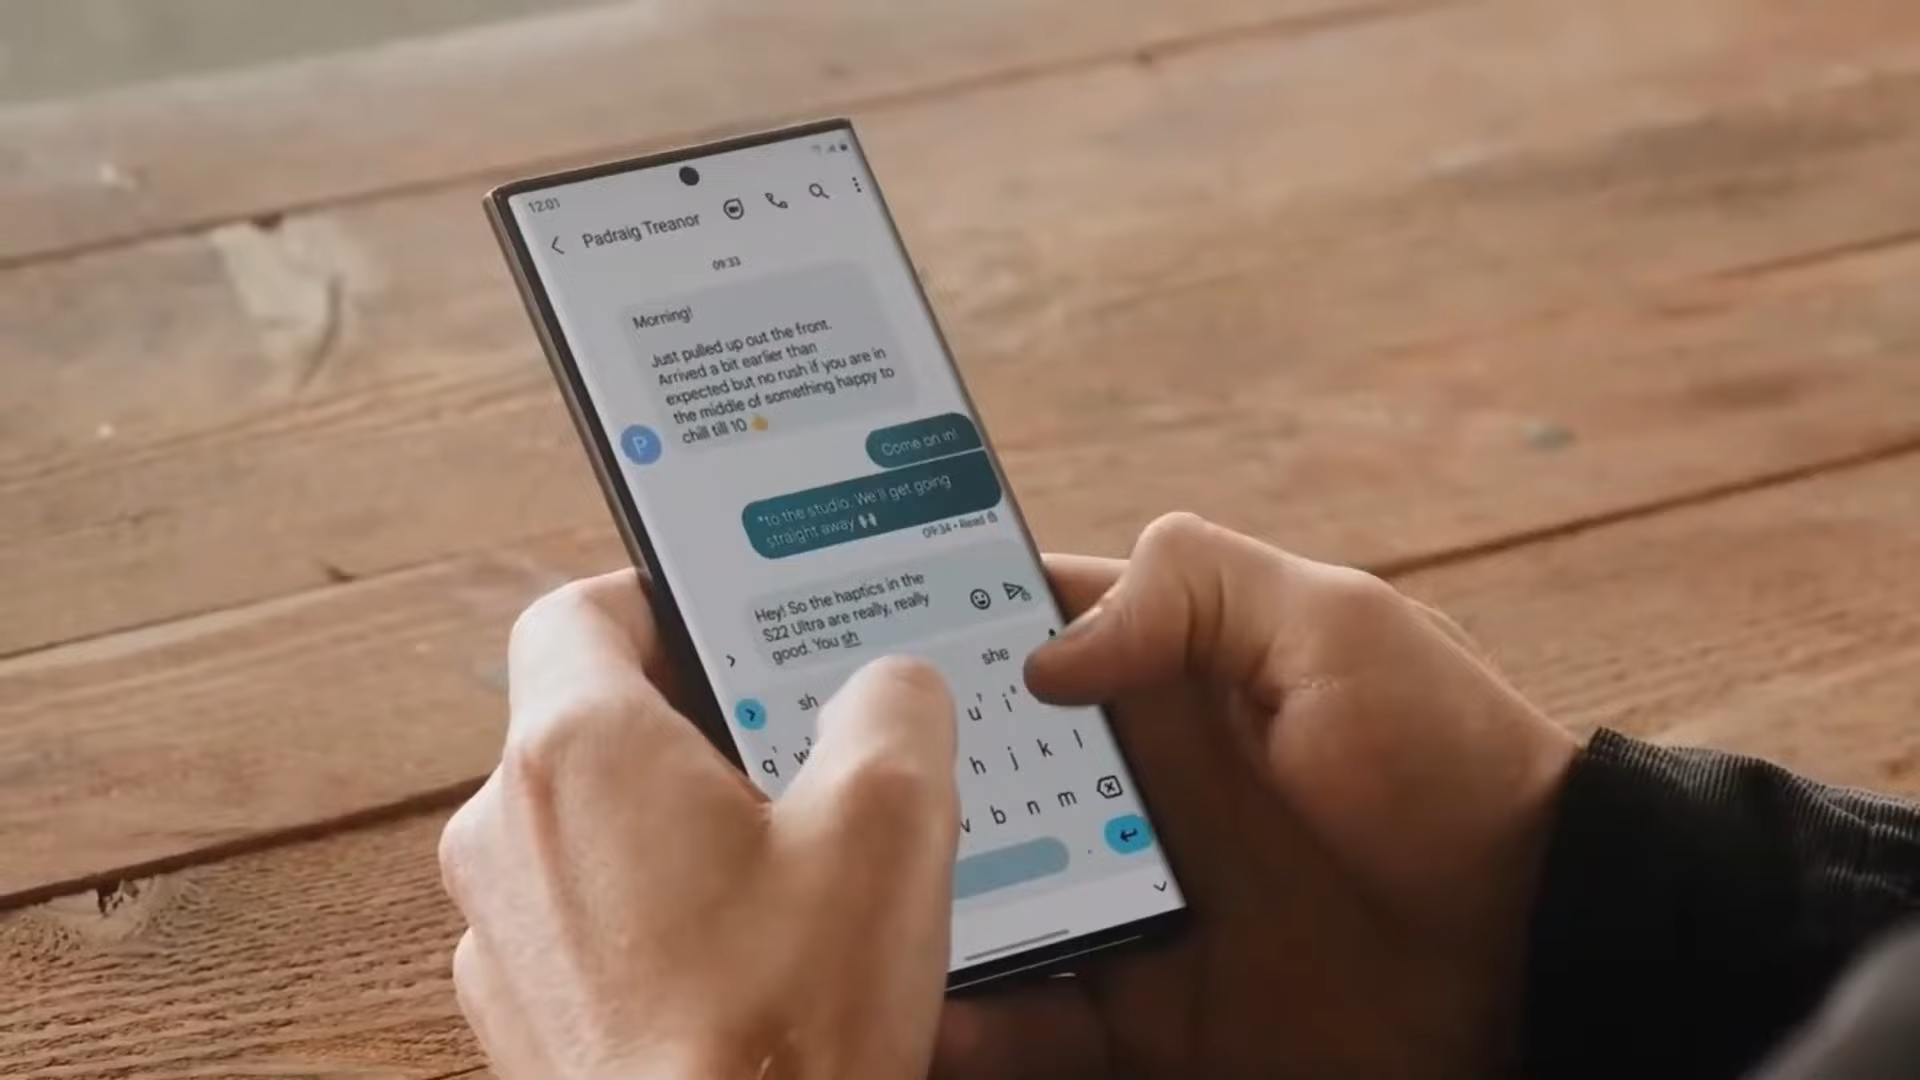 12:01
Padraig Treanor
09:33
Morning!
Just pulled up out the front.
Arrived a bit earlier than
expected but no rush if you are in
the middle of something happy to
chill till 10 👍
P
Come on in!
*to the studio. We'll get going
straight away 🙌
09:34 • Read
Hey! So the haptics in the
S22 Ultra are really, really
good. You sh
sh she
q w u i
h j k l
v b n m